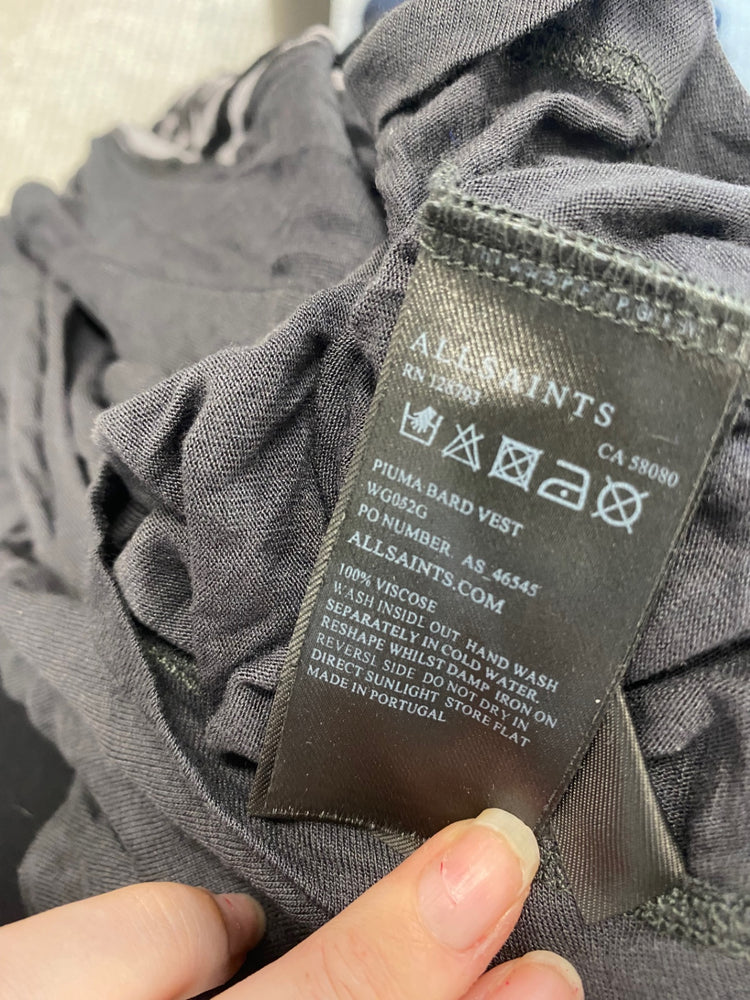 ALLSAINTS
RN 128703 CA 58080
PIUMA BARD VEST
WG052G
PO NUMBER AS_46545
ALLSAINTS.COM
100% VISCOSE
WASH INSIDE OUT HAND WASH
SEPARATELY IN COLD WATER.
RESHAPE WHILST DAMP IRON ON
REVERSE SIDE DO NOT DRY IN
DIRECT SUNLIGHT STORE FLAT
MADE IN PORTUGAL